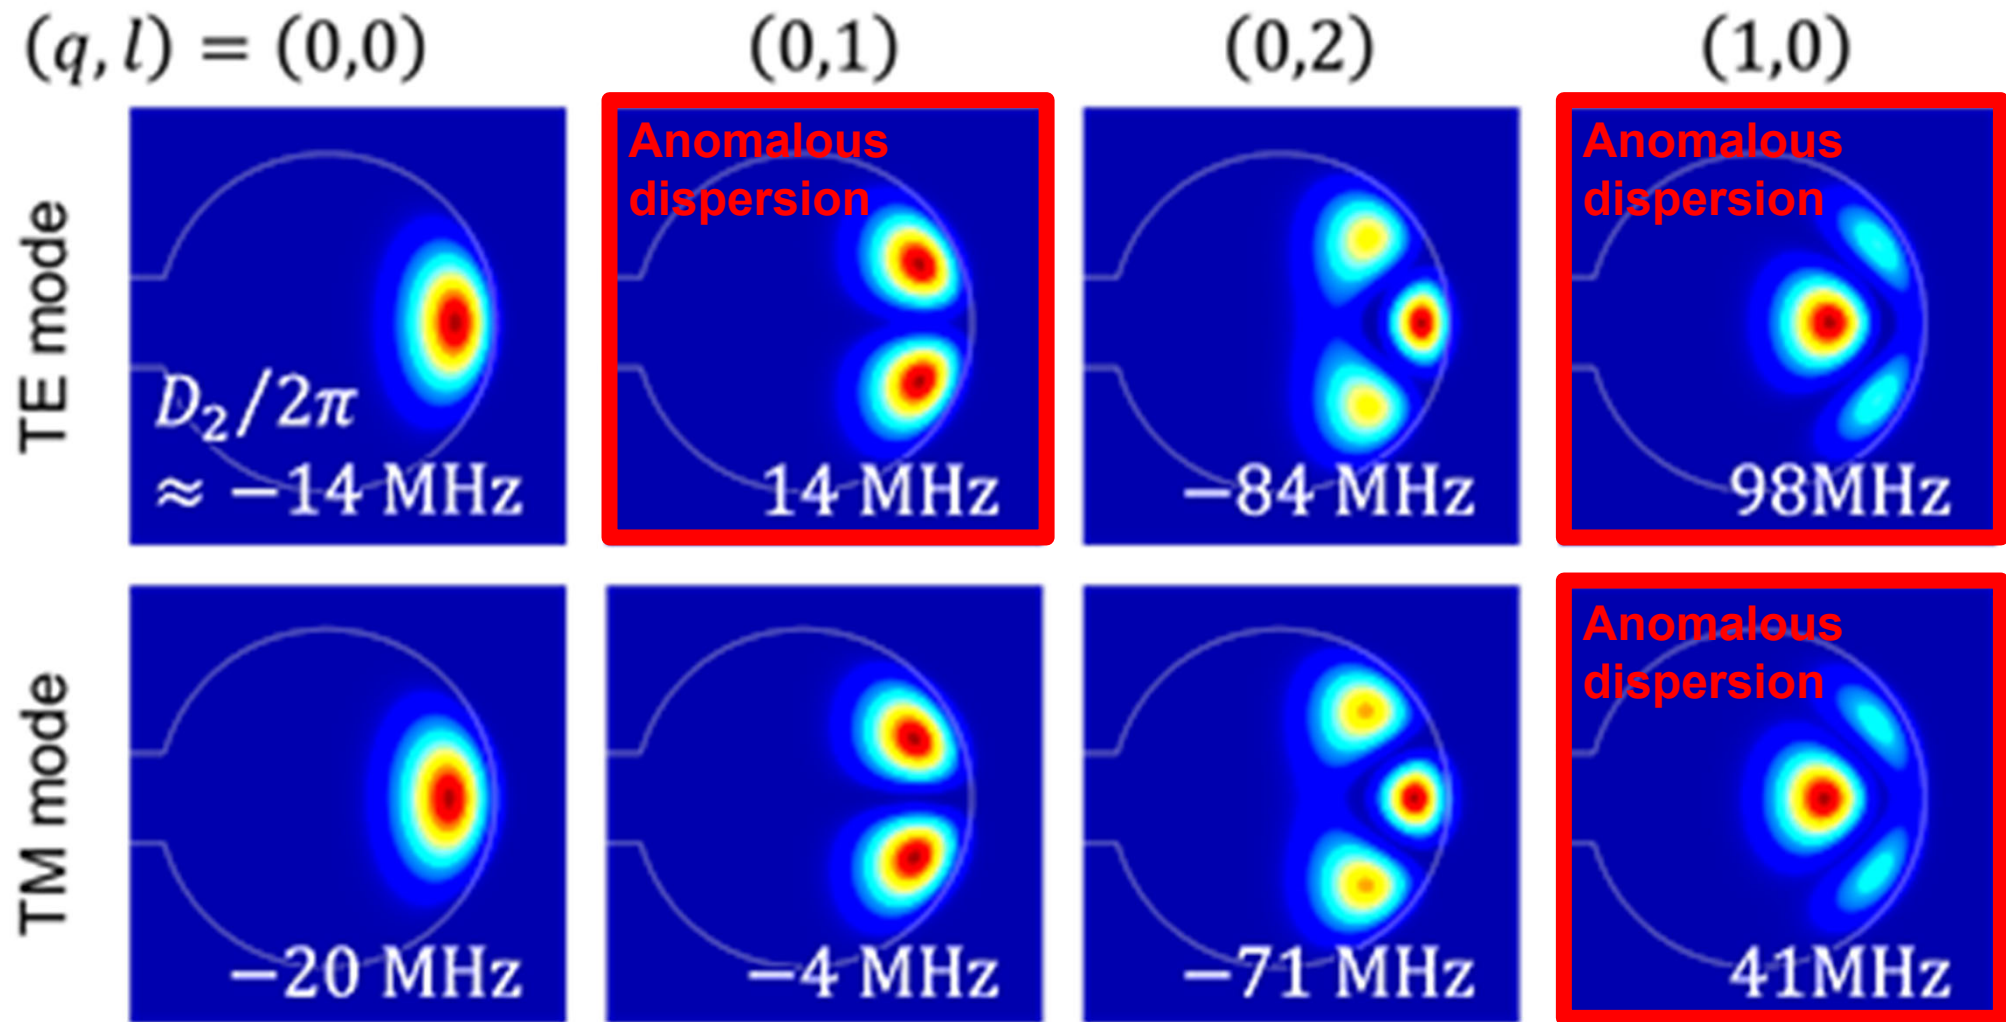 (q, l) = (0,0) (0,1) (0,2) (1,0)
TE mode
D₂/2π
≈ −14 MHz
Anomalous
dispersion
14 MHz
−84 MHz
Anomalous
dispersion
98MHz
TM mode
−20 MHz
−4 MHz
−71 MHz
Anomalous
dispersion
41MHz